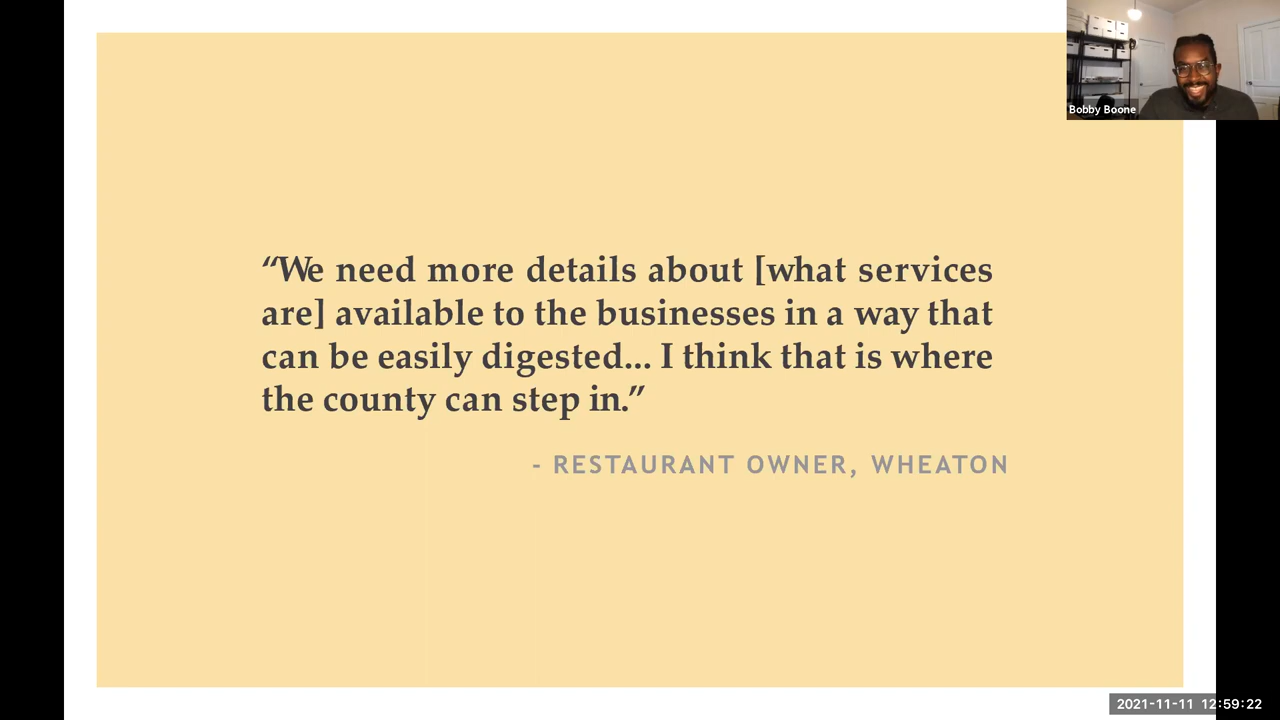 Bobby Boone
“We need more details about [what services
are] available to the businesses in a way that
can be easily digested... I think that is where
the county can step in.”
- RESTAURANT OWNER, WHEATON
2021-11-11 12:59:22